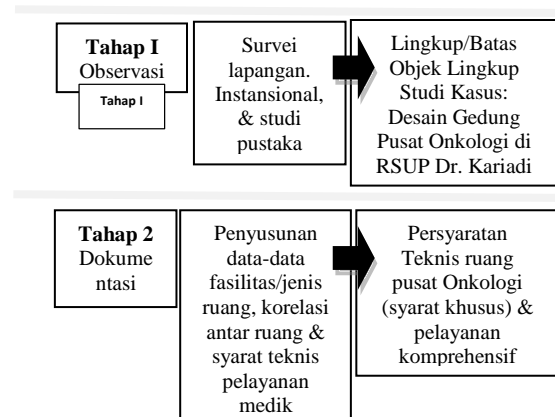 Tahap I
Observasi
Tahap I
Survei
lapangan.
Instansional,
& studi
pustaka
Lingkup/Batas
Objek Lingkup
Studi Kasus:
Desain Gedung
Pusat Onkologi di
RSUP Dr. Kariadi
Tahap 2
Dokume
ntasi
Penyusunan
data-data
fasilitas/jenis
ruang, korelasi
antar ruang &
syarat teknis
pelayanan
medik
Persyaratan
Teknis ruang
pusat Onkologi
(syarat khusus) &
pelayanan
komprehensif